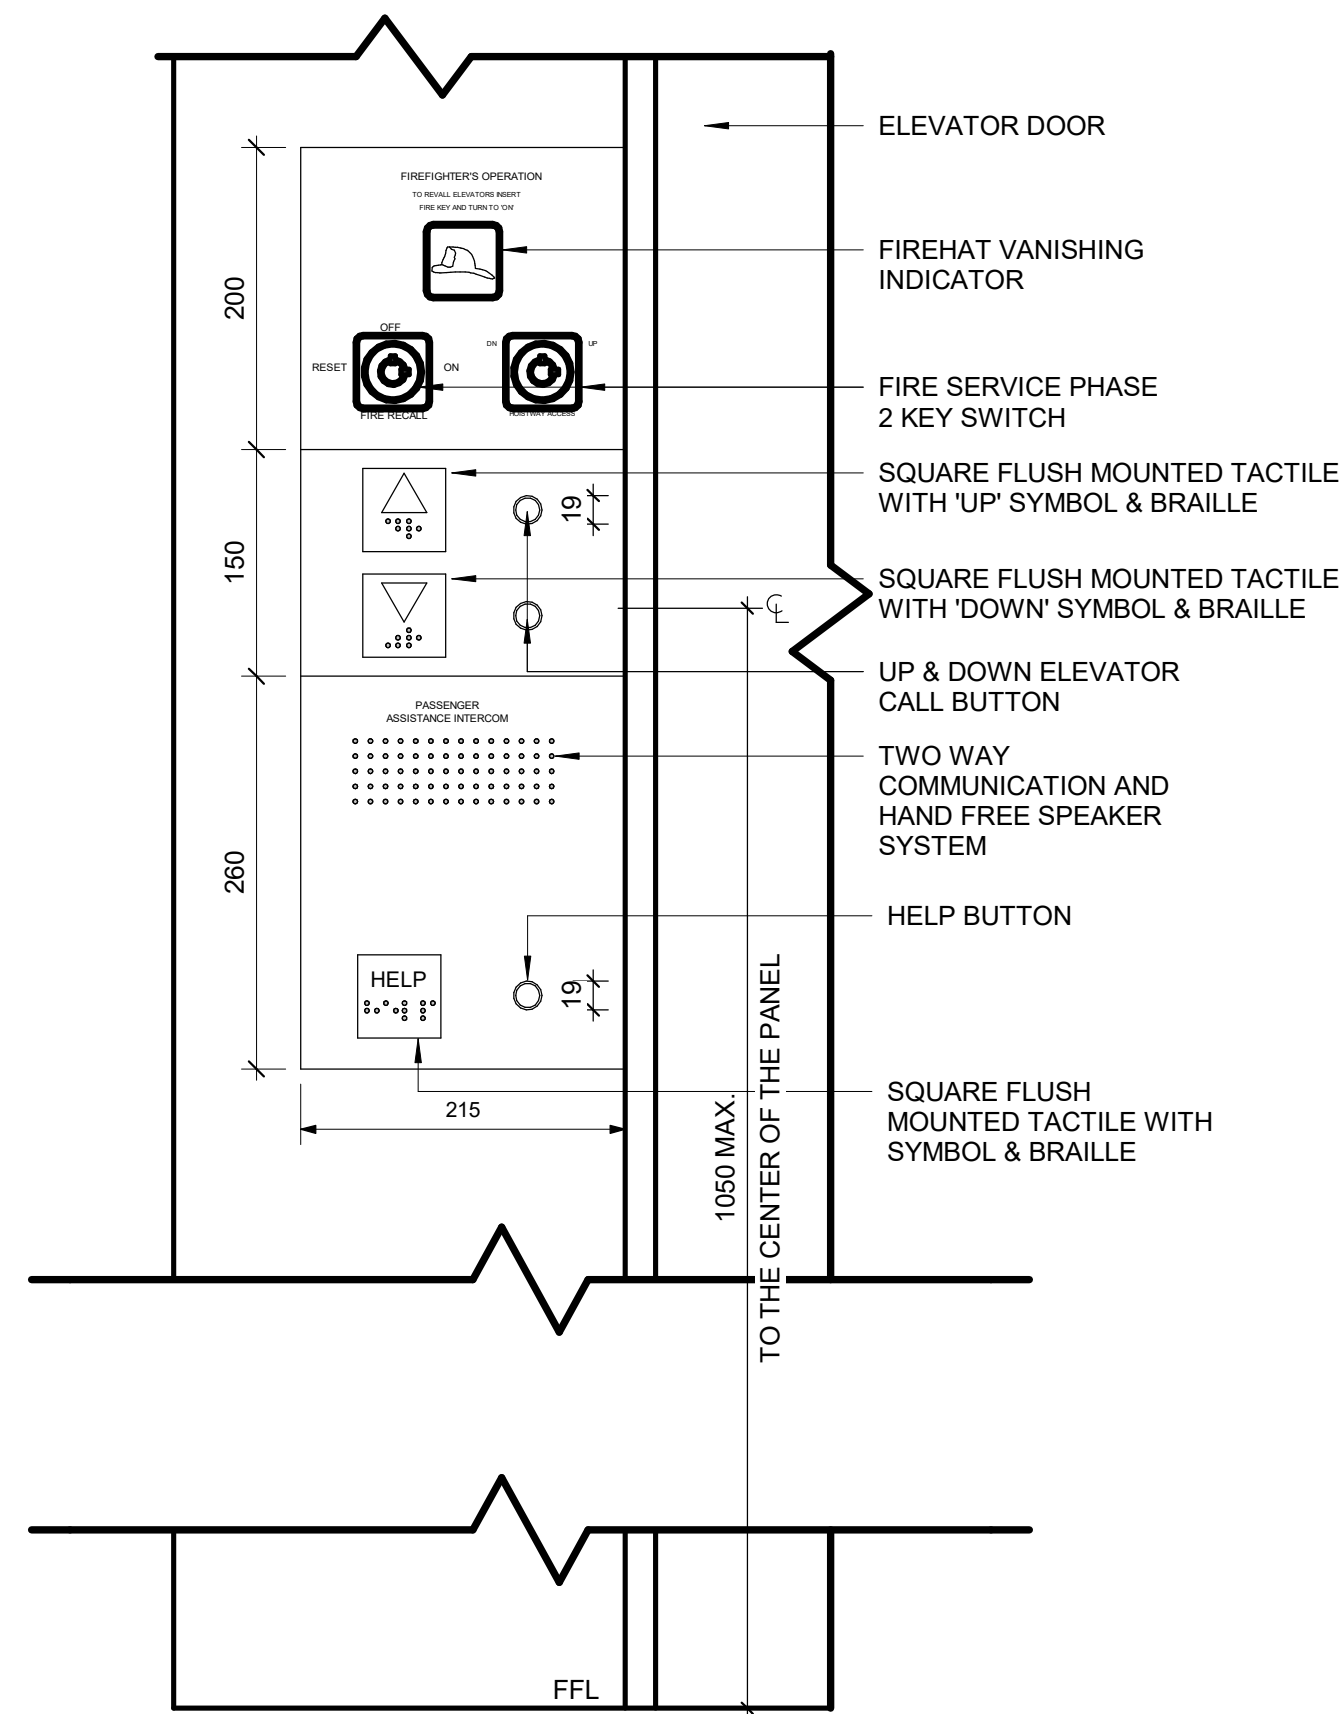 ELEVATOR DOOR
FIREFIGHTER'S OPERATION
TO REVALL ELEVATORS INSERT
FIRE KEY AND TURN TO 'ON'
FIREHAT VANISHING
INDICATOR
200
OFF
RESET
ON
FIRE RECALL
DN
UP
HOISTWAY ACCESS
FIRE SERVICE PHASE
2 KEY SWITCH
SQUARE FLUSH MOUNTED TACTILE
WITH 'UP' SYMBOL & BRAILLE
19
150
SQUARE FLUSH MOUNTED TACTILE
WITH 'DOWN' SYMBOL & BRAILLE
CL
UP & DOWN ELEVATOR
CALL BUTTON
PASSENGER
ASSISTANCE INTERCOM
TWO WAY
COMMUNICATION AND
HAND FREE SPEAKER
SYSTEM
260
HELP BUTTON
HELP
19
215
1050 MAX.
TO THE CENTER OF THE PANEL
SQUARE FLUSH
MOUNTED TACTILE WITH
SYMBOL & BRAILLE
FFL